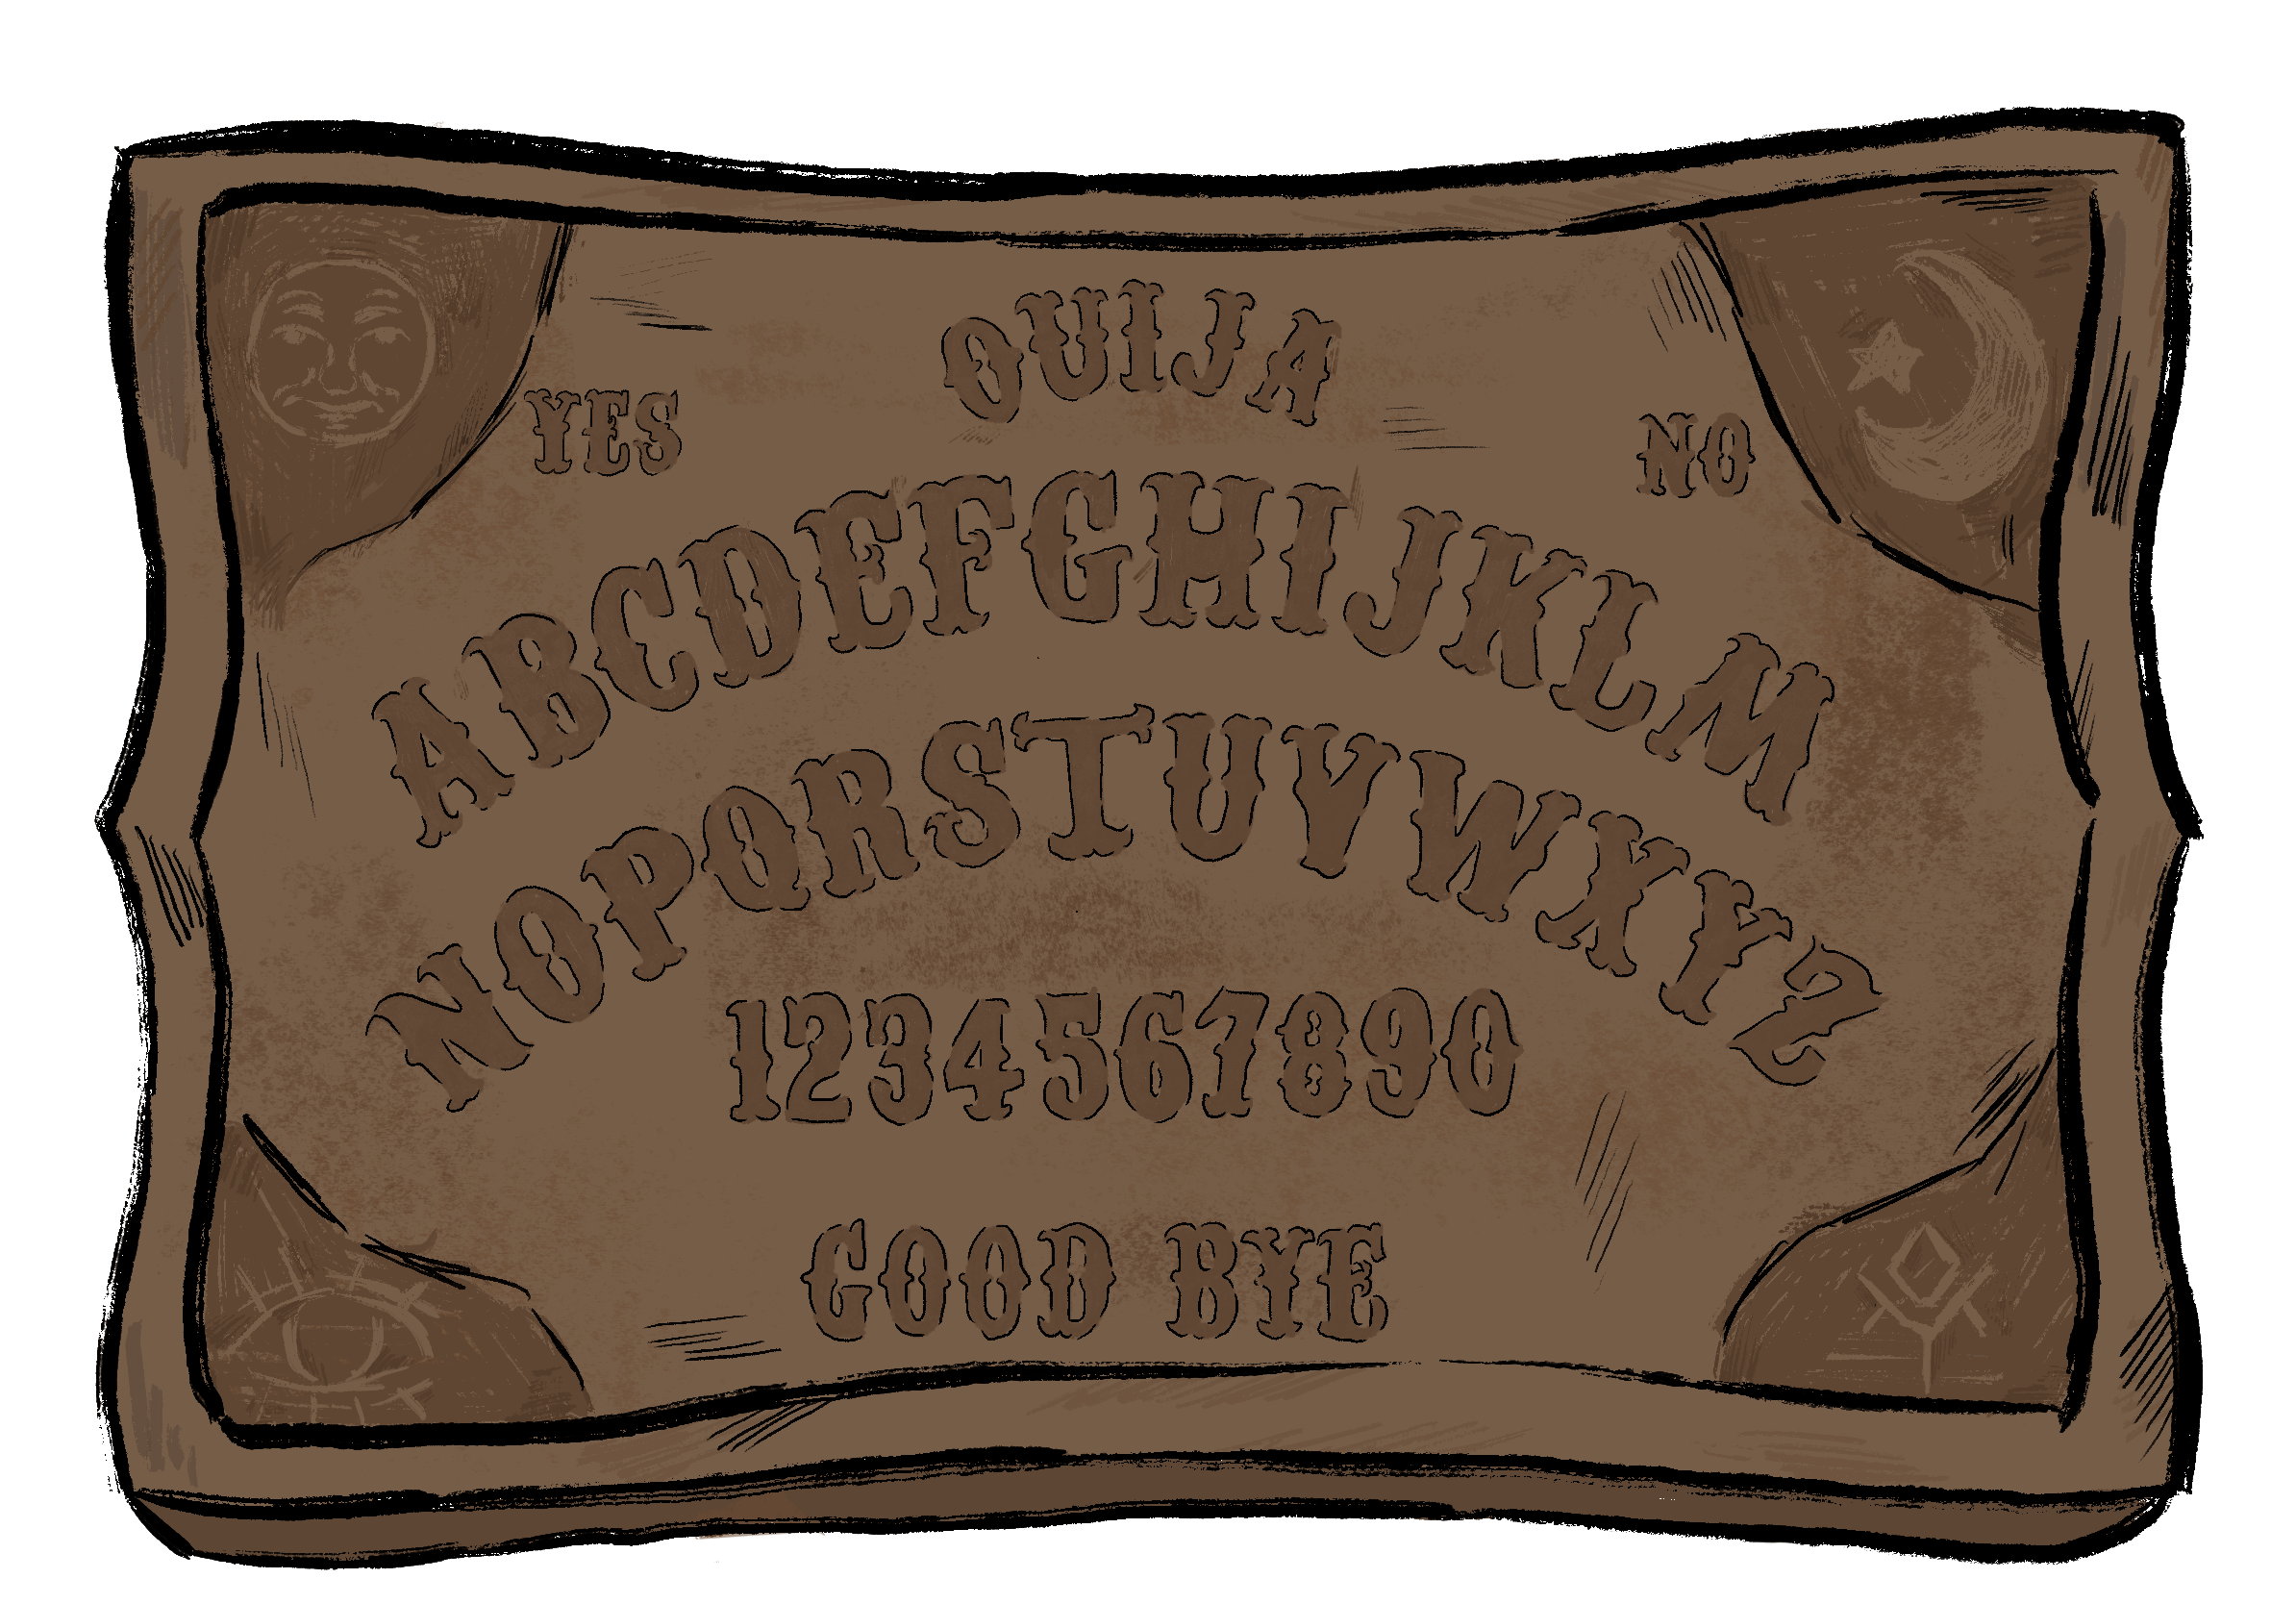 OUIJA
YES
NO
ABCDEFGHIJKLM
NOPQRSTUVWXYZ
1234567890
GOOD BYE